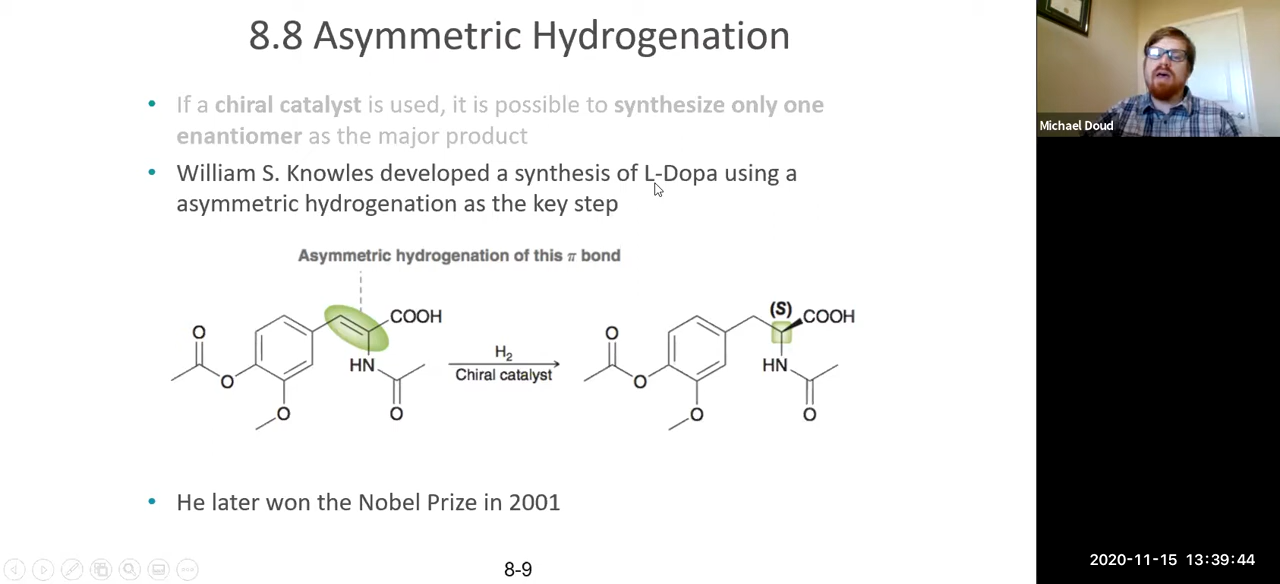 8.8 Asymmetric Hydrogenation
• If a chiral catalyst is used, it is possible to synthesize only one
enantiomer as the major product
• William S. Knowles developed a synthesis of L-Dopa using a
asymmetric hydrogenation as the key step
Asymmetric hydrogenation of this π bond
O
O
O
HN
COOH
O
H₂
Chiral catalyst
O
O
O
(S)
COOH
HN
O
• He later won the Nobel Prize in 2001
8-9
Michael Doud
2020-11-15 13:39:44